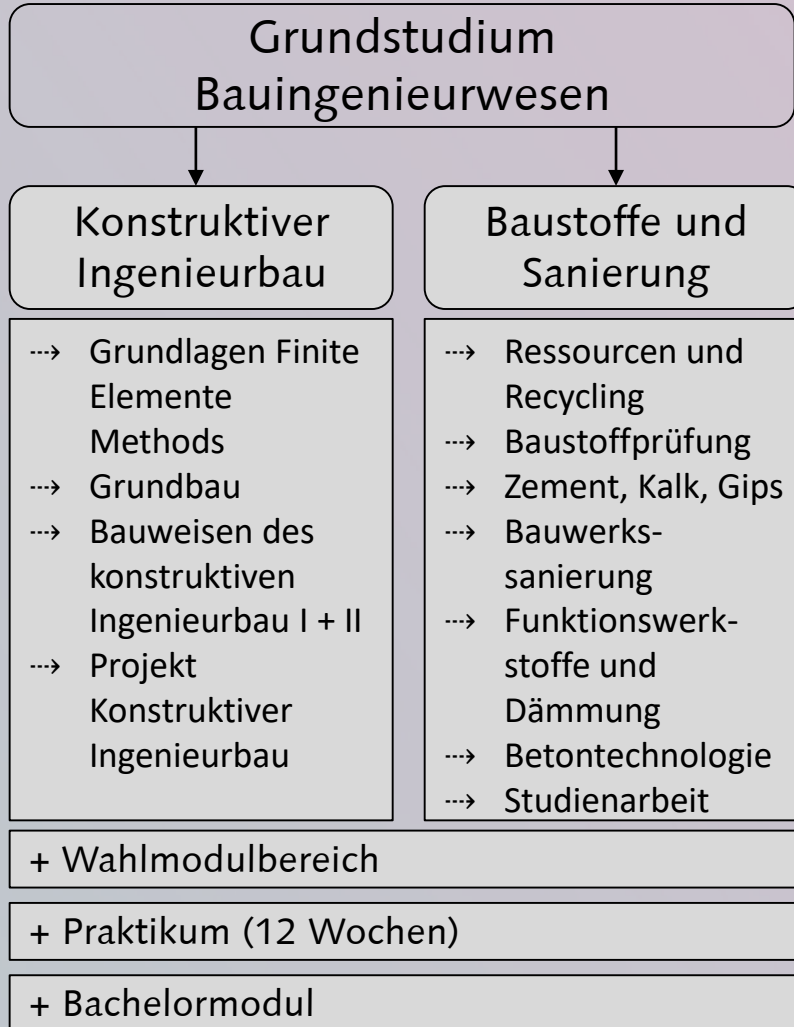 Grundstudium
Bauingenieurwesen
Konstruktiver
Ingenieurbau
⤏ Grundlagen Finite
Elemente
Methods
⤏ Grundbau
⤏ Bauweisen des
konstruktiven
Ingenieurbau I + II
⤏ Projekt
Konstruktiver
Ingenieurbau
Baustoffe und
Sanierung
⤏ Ressourcen und
Recycling
⤏ Baustoffprüfung
⤏ Zement, Kalk, Gips
⤏ Bauwerks-
sanierung
⤏ Funktionswerk-
stoffe und
Dämmung
⤏ Betontechnologie
⤏ Studienarbeit
+ Wahlmodulbereich
+ Praktikum (12 Wochen)
+ Bachelormodul